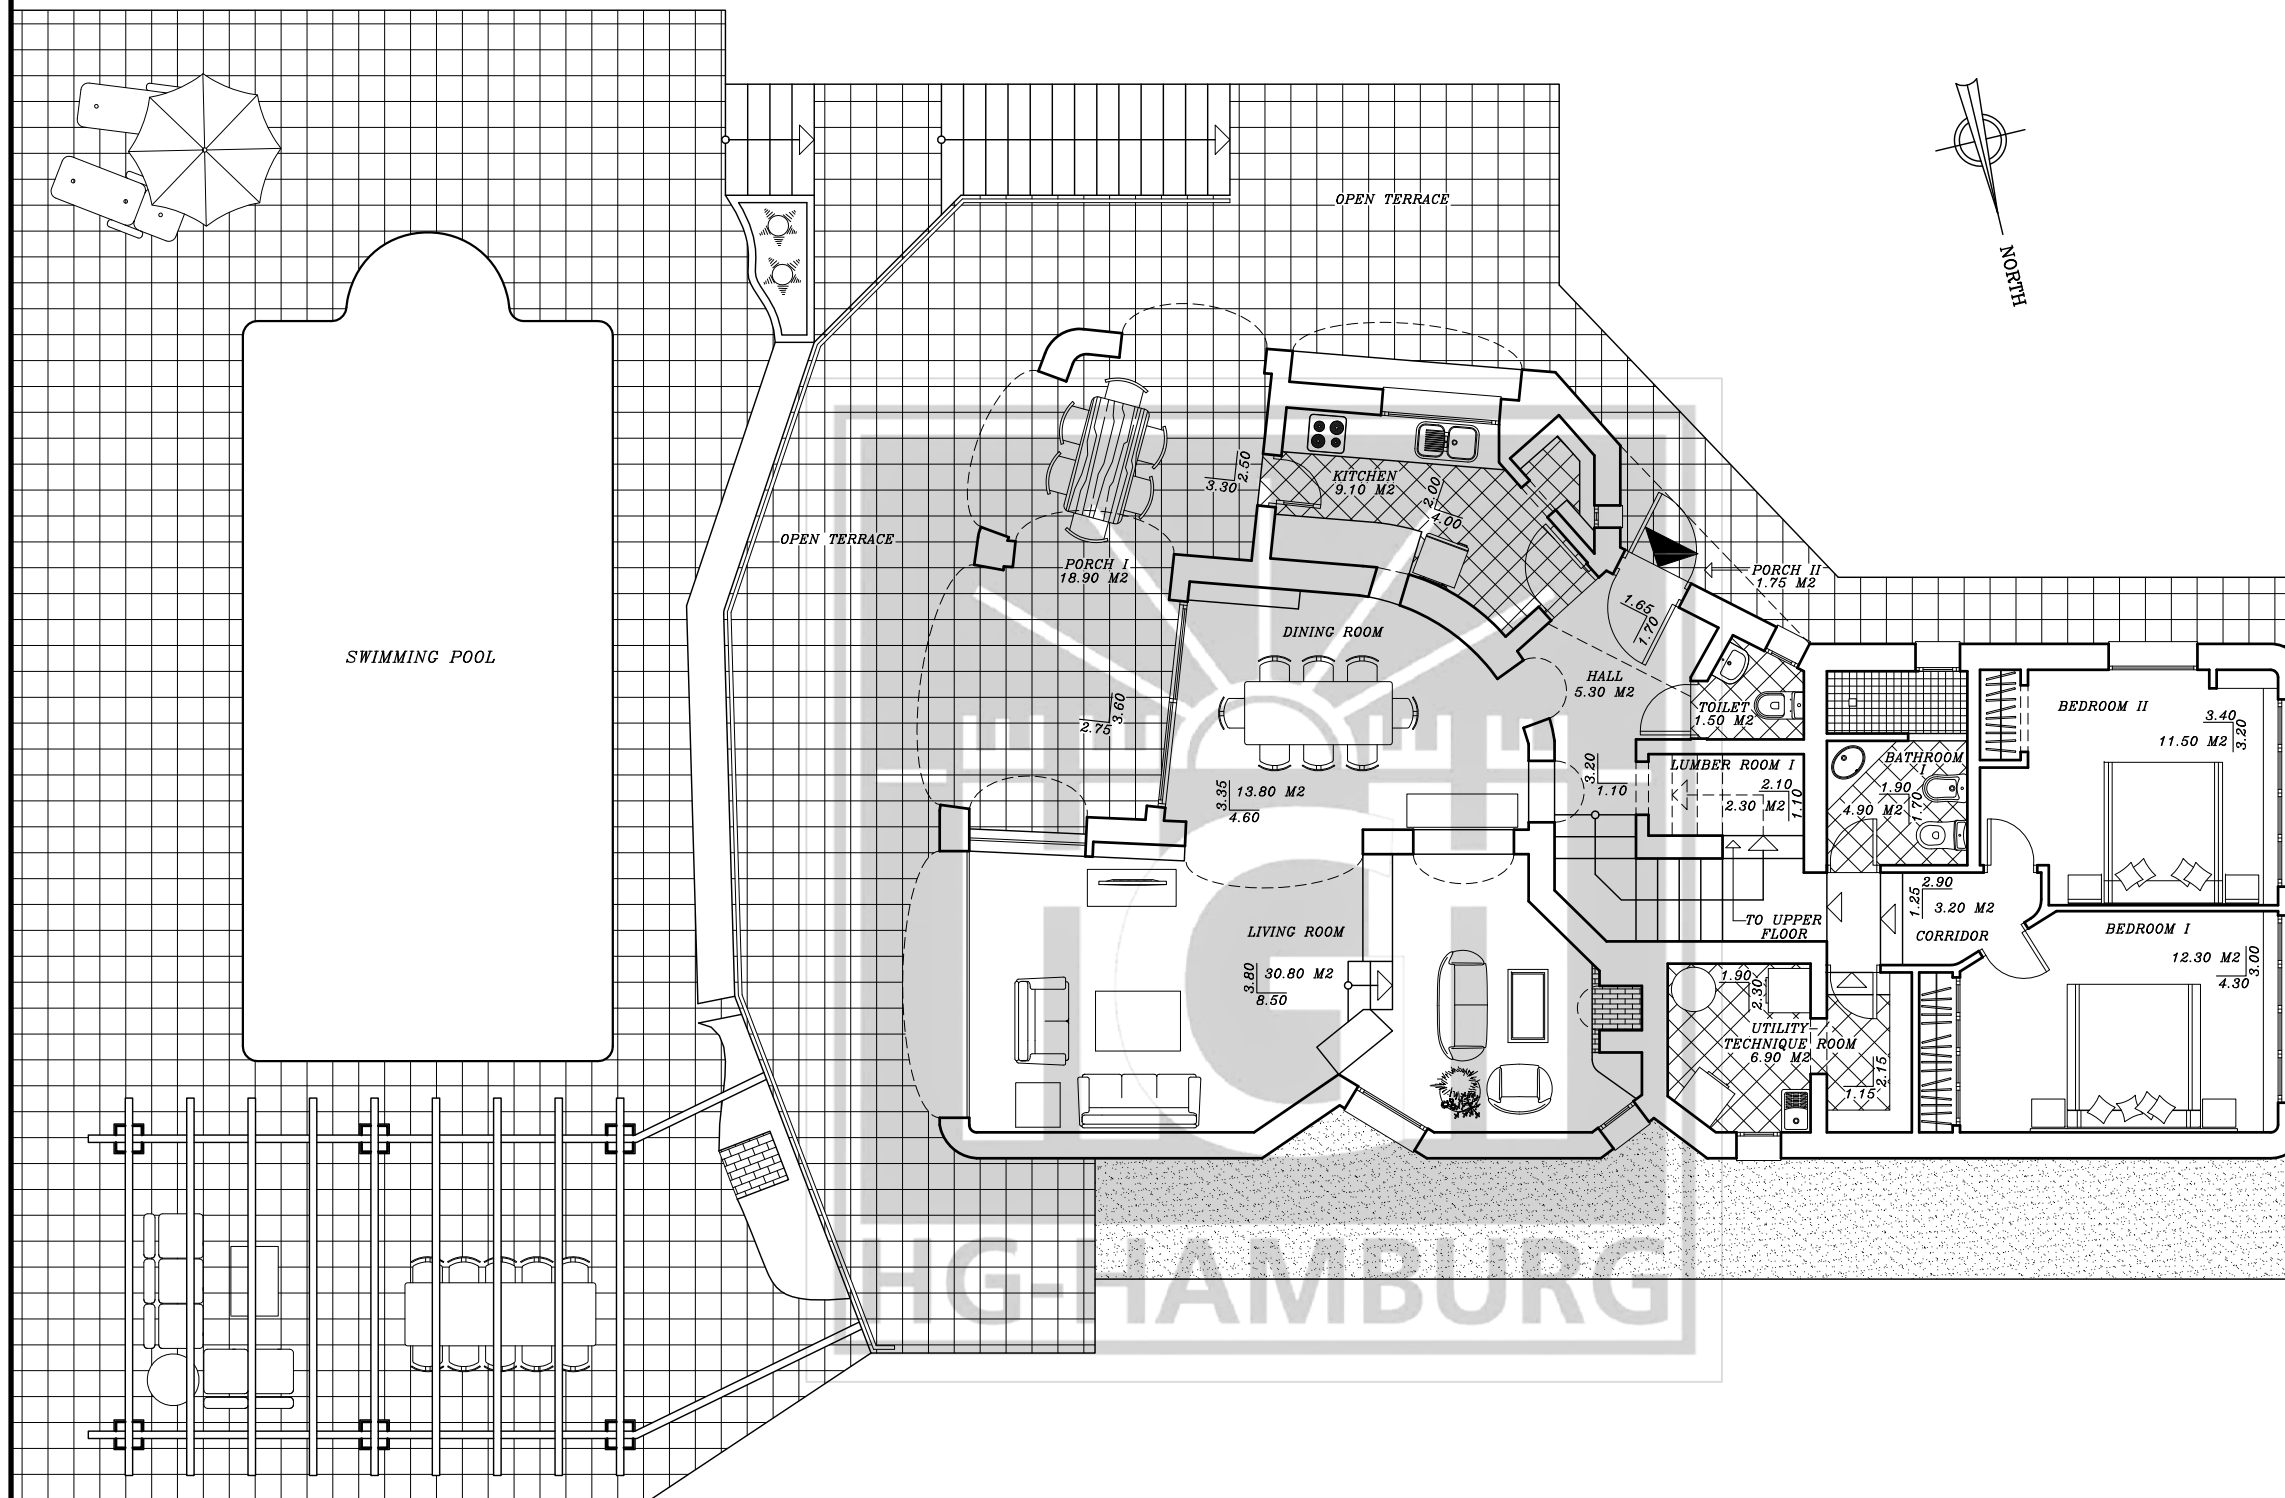 OPEN TERRACE
NORTH
KITCHEN
9.10 M2
2.50
3.30
2.00
4.00
OPEN TERRACE
PORCH I
18.90 M2
PORCH II
1.75 M2
1.65
1.70
DINING ROOM
HALL
5.30 M2
SWIMMING POOL
TOILET
1.50 M2
BEDROOM II
3.40
3.20
11.50 M2
3.60
2.75
BATHROOM
I
3.20
1.10
LUMBER ROOM I
2.10
1.10
2.30 M2
1.90
1.70
4.90 M2
3.35
13.80 M2
4.60
2.90
1.25
3.20 M2
CORRIDOR
TO UPPER
FLOOR
BEDROOM I
12.30 M2
3.00
4.30
LIVING ROOM
3.80
30.80 M2
8.50
1.90
2.30
UTILITY
TECHNIQUE ROOM
6.90 M2
2.15
1.15
HG-HAMBURG